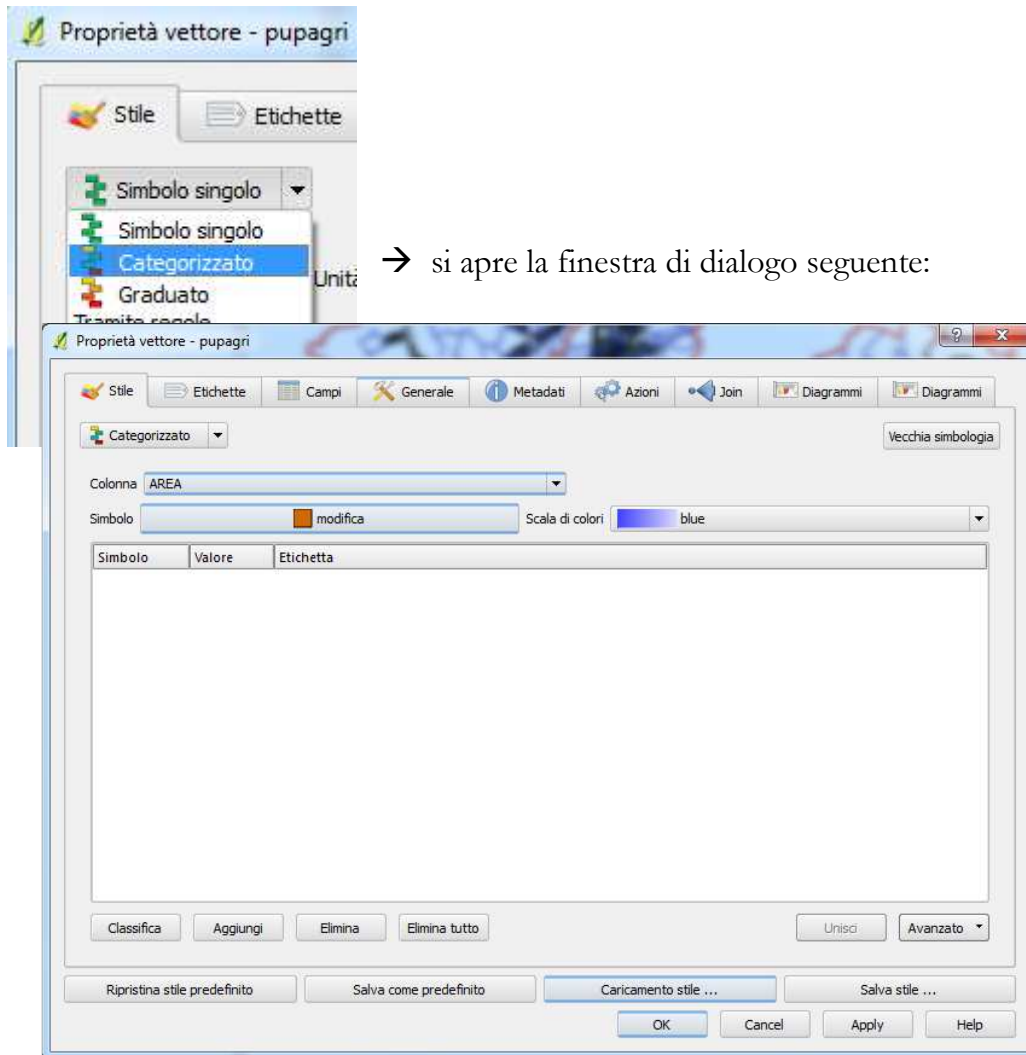 Proprietà vettore - pupagri
Stile Etichette
Simbolo singolo
Simbolo singolo
Categorizzato
Unità
Graduato
Tramite regole
→ si apre la finestra di dialogo seguente:
Proprietà vettore - pupagri
Stile Etichette Campi Generale Metadati Azioni Join Diagrammi Diagrammi
Categorizzato Vecchia simbologia
Colonna AREA
Simbolo modifica Scala di colori blue
Simbolo Valore Etichetta
Classifica Aggiungi Elimina Elimina tutto Unisci Avanzato
Ripristina stile predefinito Salva come predefinito Caricamento stile ... Salva stile ...
OK Cancel Apply Help